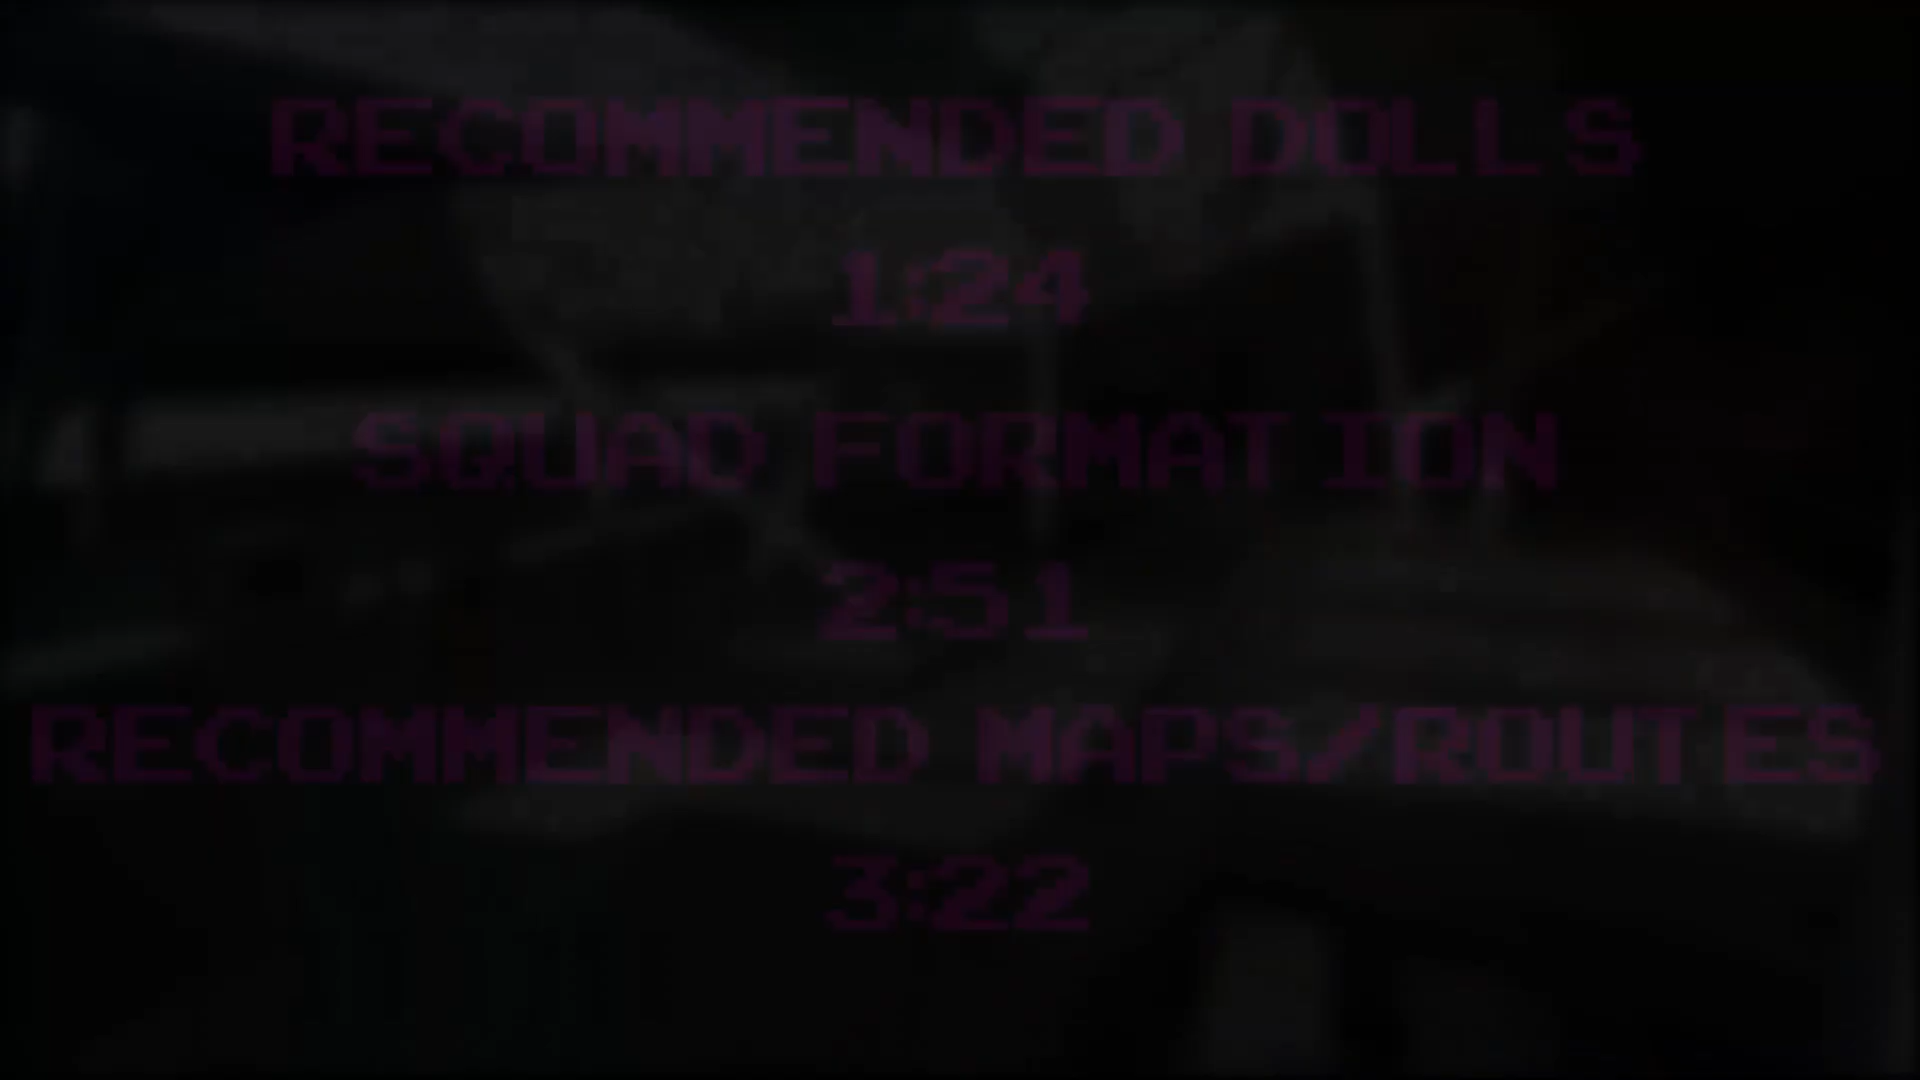 RECOMMENDED DOLLS
1:24
SQUAD FORMATION
2:51
RECOMMENDED MAPS/ROUTES
3:22